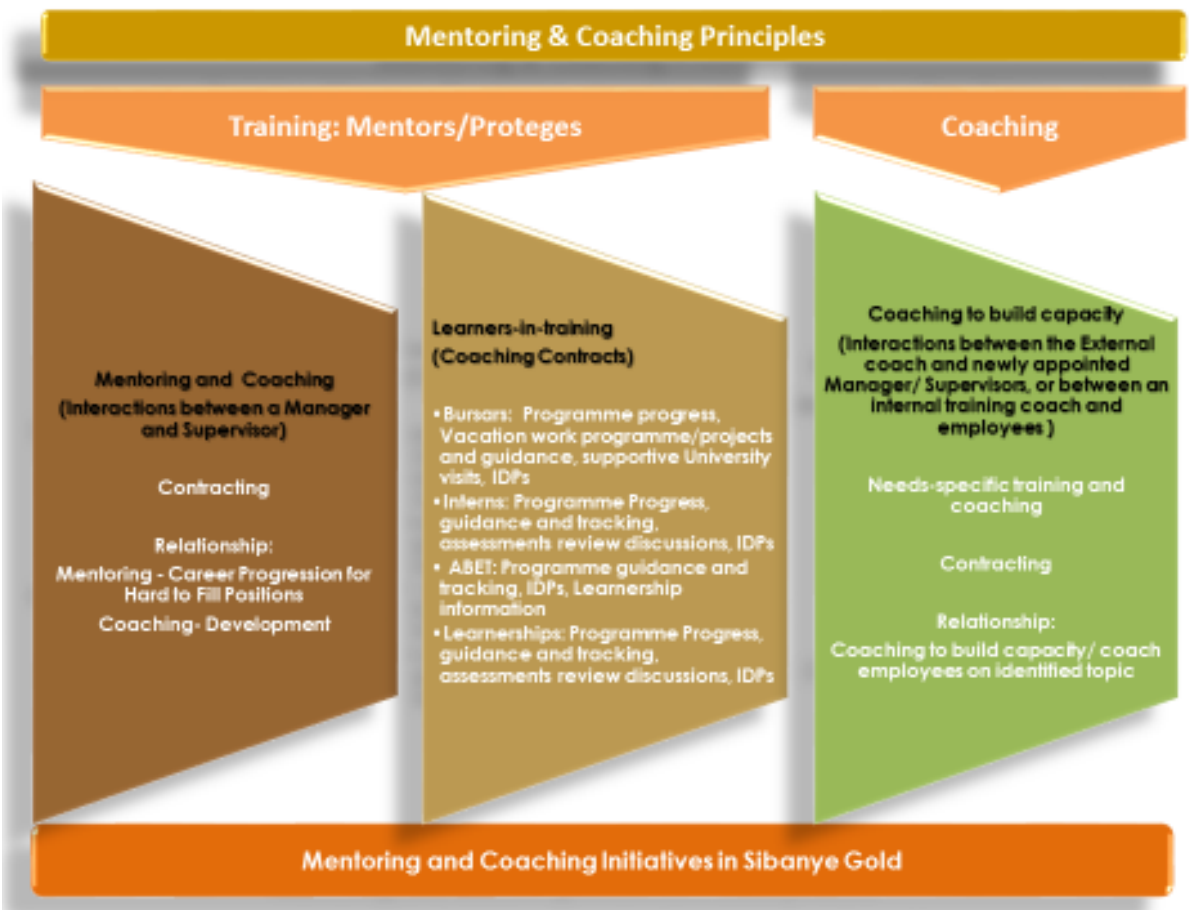 Mentoring & Coaching Principles
Training: Mentors/Proteges
Coaching
Mentoring and Coaching
(Interactions between a Manager
and Supervisor)
Contracting
Relationship:
Mentoring - Career Progression for
Hard to Fill Positions
Coaching- Development
Learners-in-training
(Coaching Contracts)
•Bursars: Programme progress,
Vacation work programme/projects
and guidance, supportive University
visits, IDPs
•Interns: Programme Progress,
guidance and tracking,
assessments review discussions, IDPs
• ABET: Programme guidance and
tracking, IDPs, Learnership
information
•Learnerships: Programme Progress,
guidance and tracking,
assessments review discussions, IDPs
Coaching to build capacity
(Interactions between the External
coach and newly appointed
Manager/ Supervisors, or between an
internal training coach and
employees )
Needs-specific training and
coaching
Contracting
Relationship:
Coaching to build capacity/ coach
employees on identified topic
Mentoring and Coaching Initiatives in Sibanye Gold